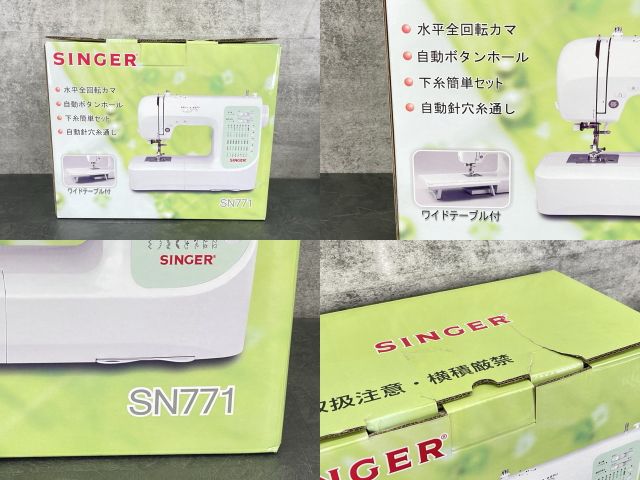 SINGER
水平全回転カマ
自動ボタンホール
下糸簡単セット
自動針穴糸通し
SINGER
ワイドテーブル付
SN771
水平全回転カマ
自動ボタンホール
下糸簡単セット
自動針穴糸通し
ワイドテーブル付
SINGER
SN771
SINGER
取扱注意・横積厳禁
GER